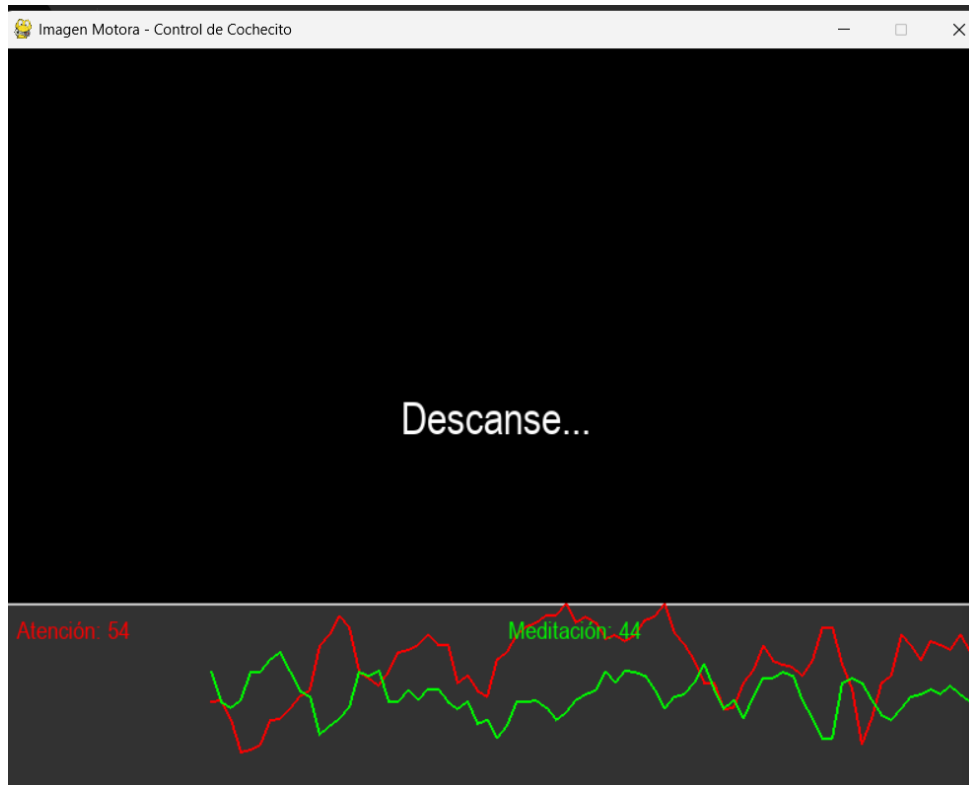 Imagen Motora - Control de Cochecito
Descanse...
Atención: 54
Meditación: 44